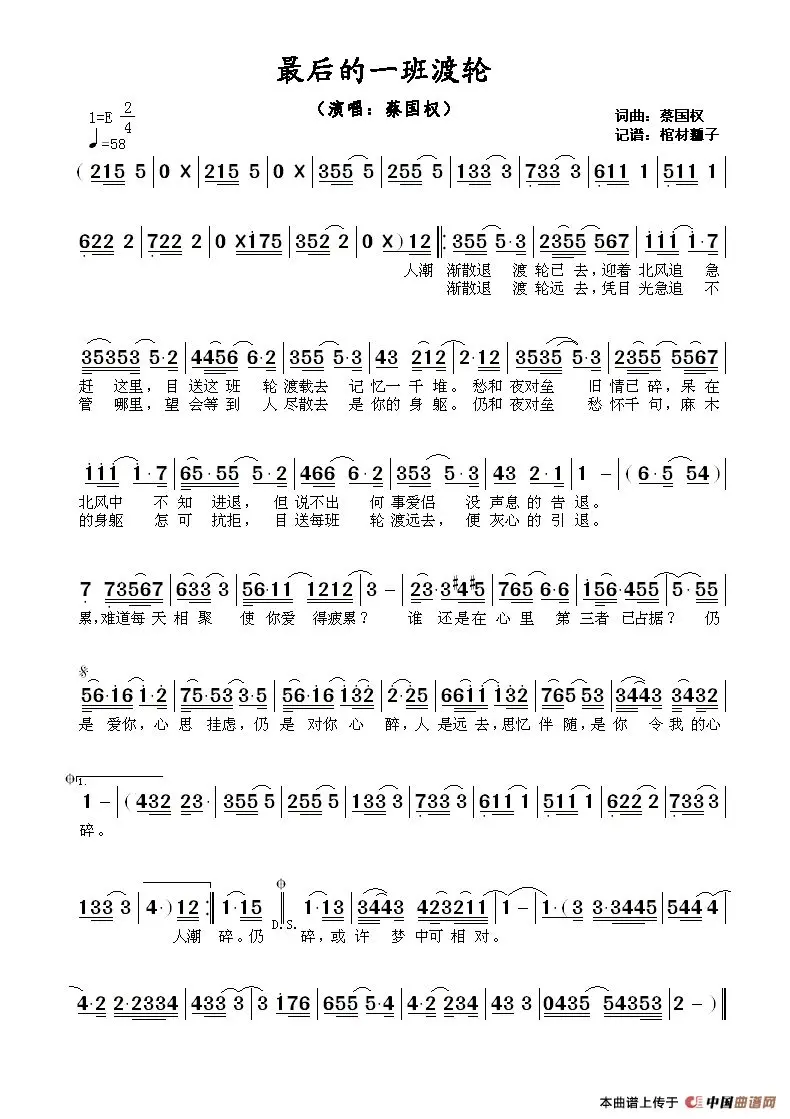 最后的一班渡轮
（演唱：蔡国权）
1=E 2/4
♩=58
词曲：蔡国权
记谱：棺材瓤子
( 215 5 | 0 X | 215 5 | 0 X | 355 5 | 255 5 | 133 3 | 733 3 | 611 1 | 511 1 |
622 2 | 722 2 | 0 Xi75 | 352 2 | 0 X ) 12 ‖: 355 5·3 | 2355 567 | iii i·7 |
人潮 渐散退 渡轮已去，迎着 北风追 急
渐散退 渡轮远去，凭目光急追 不
35353 5·2 | 4456 6·2 | 355 5·3 | 43 212 | 2·12 | 3535 5·3 | 2355 5567 |
赶 这里，目送这班 轮渡载去 记忆一千堆。愁和夜对垒 旧情已碎，呆在
管 哪里，望会等到 人尽散去 是你的身躯。仍和夜对垒 愁怀千句，麻木
iii i·7 | 65·55 5·2 | 466 6·2 | 353 5·3 | 43 2·1 | 1 - | ( 6·5 54 ) |
北风中 不知进退，但说不出 何事爱侣 没声息的告退。
的身躯 怎可抗拒，目送每班 轮渡远去，便灰心的引退。
7 73567 | 633 3 | 56·11 1212 | 3 - | 23·3#4#5 | 765 6·6 | i56·455 | 5·55 |
累，难道每天相聚 使你爱 得疲累？ 谁 还是在心里 第三者已占据？ 仍
56·i6 i·2 | 75·53 3·5 | 56·i6 i32 | 2·25 | 66ii i32 | 765 53 | 3443 3432 |
是爱你，心思挂虑，仍是对你心醉，人是远去，思忆伴随，是你令我的心
1.
1 - | ( 432 23· | 355 5 | 255 5 | 133 3 | 733 3 | 611 1 | 511 1 | 622 2 | 733 3 |
碎。
133 3 | 4·) 12 :‖ 1·15 ‖ 1·13 | 3443 423211 | 1 - | 1·(3 3·3445 | 544 4 |
人潮 碎。仍 D.S. 碎，或许梦中可相对。
4·2 2·2334 | 433 3 | 3 i76 | 655 5·4 | 4·2 234 | 43 3 | 0435 54353 | 2 - ) ‖
本曲谱上传于 中国曲谱网